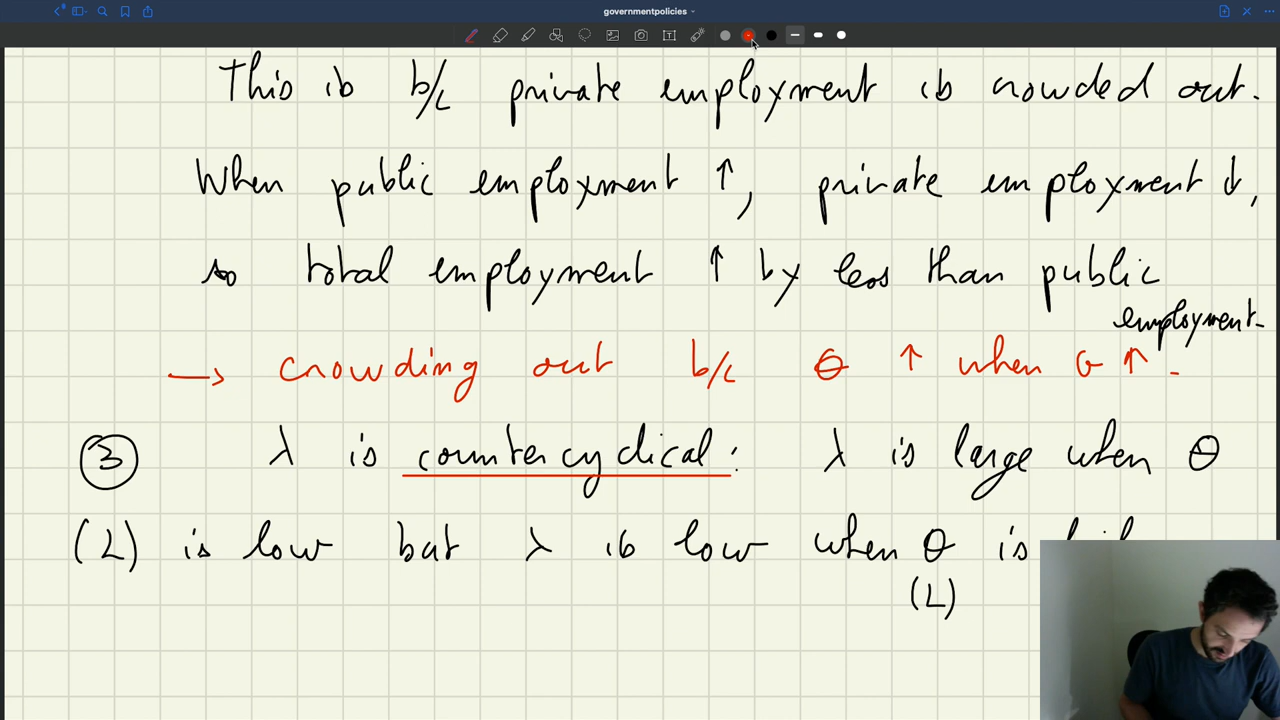 governmentpolicies
This is b/c private employment is crowded out.
When public employment ↑, private employment ↓,
so total employment ↑ by less than public
employment.
→ crowding out b/c θ ↑ when G ↑.
③ λ is countercyclical: λ is large when θ
(L) is low but λ is low when θ is
(L)